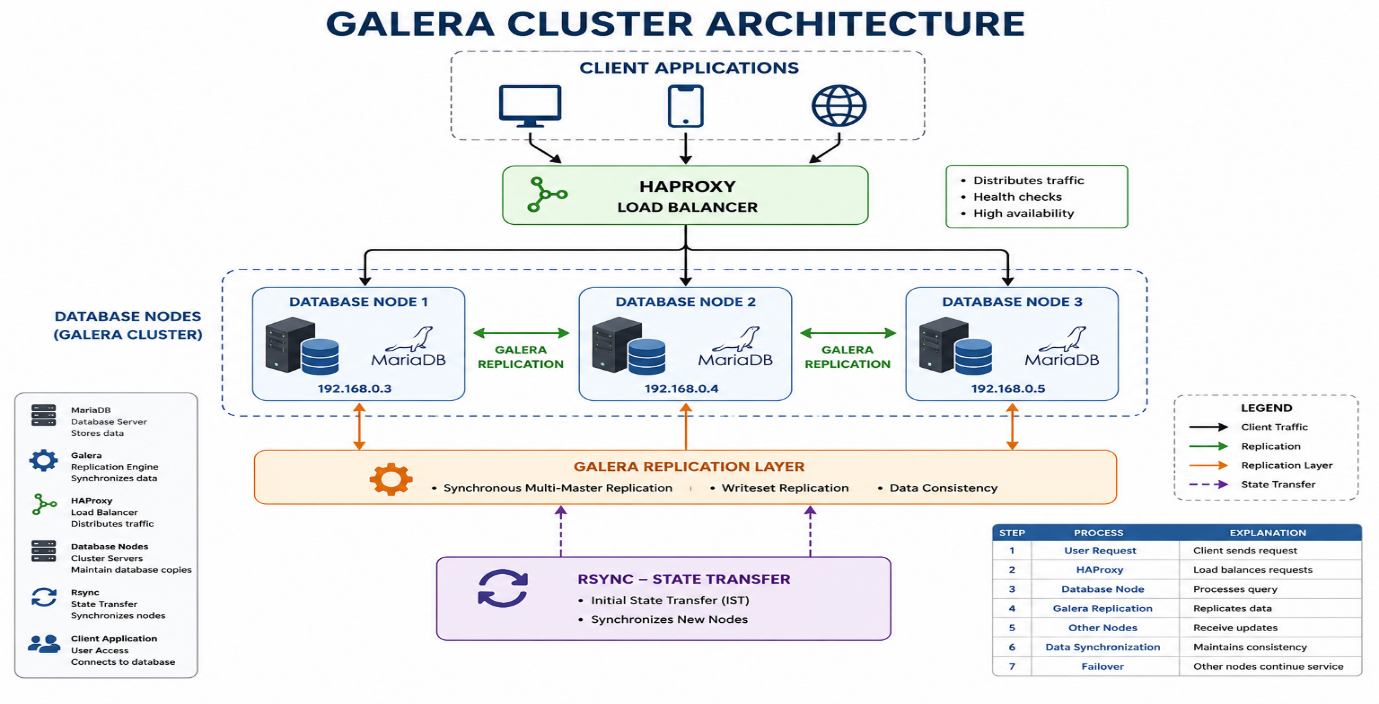 GALERA CLUSTER ARCHITECTURE
CLIENT APPLICATIONS
HAPROXY
LOAD BALANCER
• Distributes traffic
• Health checks
• High availability
DATABASE NODES
(GALERA CLUSTER)
DATABASE NODE 1
MariaDB
192.168.0.3
GALERA
REPLICATION
DATABASE NODE 2
MariaDB
192.168.0.4
GALERA
REPLICATION
DATABASE NODE 3
MariaDB
192.168.0.5
MariaDB
Database Server
Stores data
Galera
Replication Engine
Synchronizes data
HAProxy
Load Balancer
Distributes traffic
Database Nodes
Cluster Servers
Maintain database copies
Rsync
State Transfer
Synchronizes nodes
Client Application
User Access
Connects to database
GALERA REPLICATION LAYER
• Synchronous Multi-Master Replication • Writeset Replication • Data Consistency
RSYNC – STATE TRANSFER
• Initial State Transfer (IST)
• Synchronizes New Nodes
LEGEND
Client Traffic
Replication
Replication Layer
State Transfer
STEP PROCESS EXPLANATION
1 User Request Client sends request
2 HAProxy Load balances requests
3 Database Node Processes query
4 Galera Replication Replicates data
5 Other Nodes Receive updates
6 Data Synchronization Maintains consistency
7 Failover Other nodes continue service